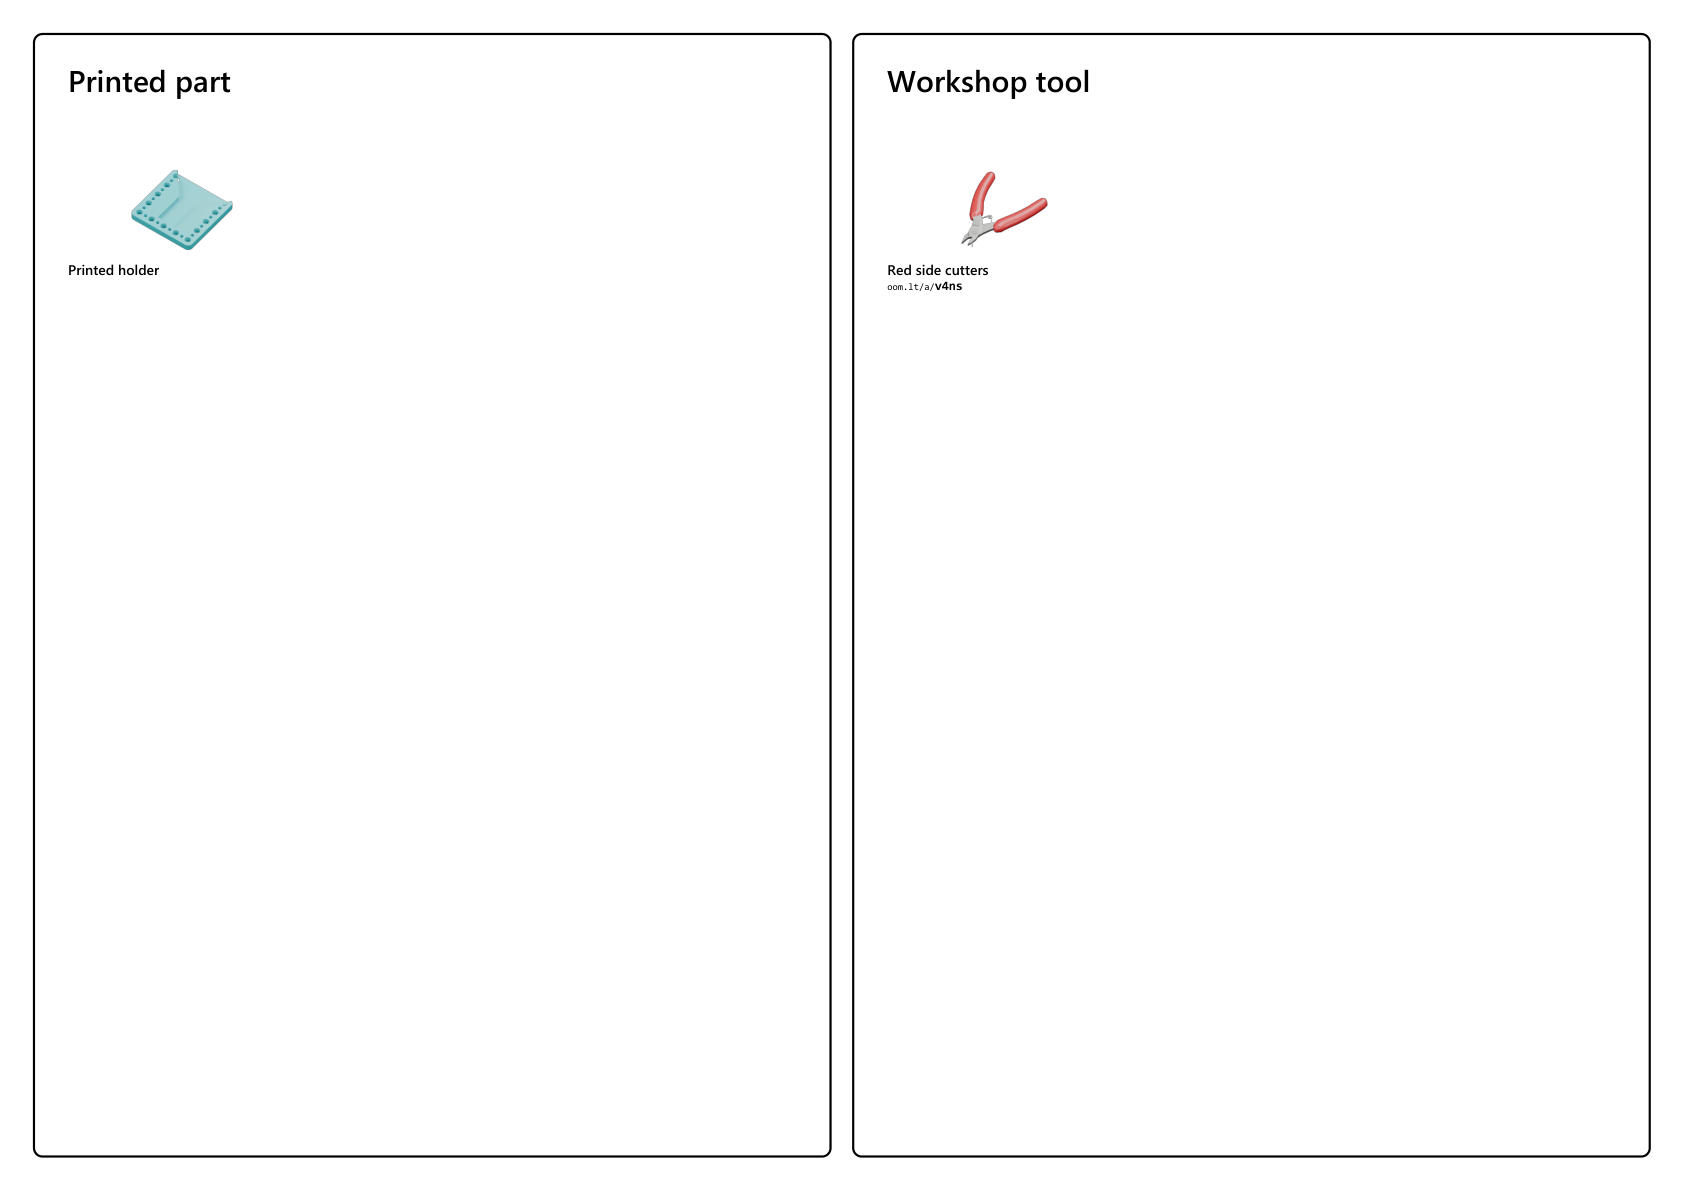 Printed part
Printed holder
Workshop tool
Red side cutters
oom.lt/a/v4ns